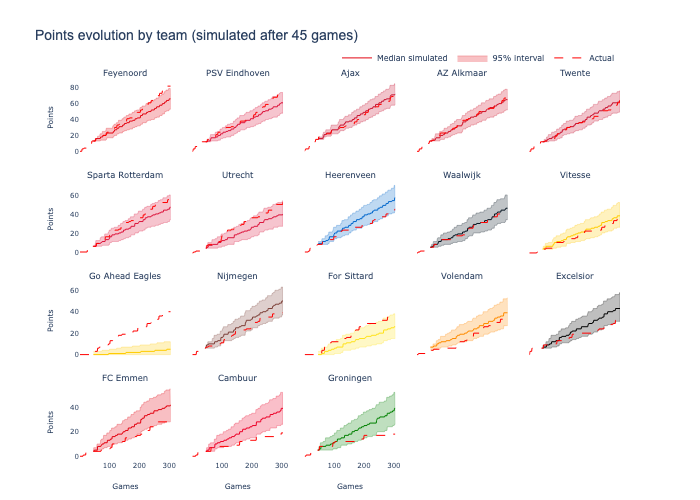 Points evolution by team (simulated after 45 games)
Median simulated 95% interval Actual
Feyenoord PSV Eindhoven Ajax AZ Alkmaar Twente
80
60
40
20
0
Points
Sparta Rotterdam Utrecht Heerenveen Waalwijk Vitesse
60
40
20
0
Points
Go Ahead Eagles Nijmegen For Sittard Volendam Excelsior
60
40
20
0
Points
FC Emmen Cambuur Groningen
40
20
0
Points
100 200 300 100 200 300 100 200 300
Games Games Games